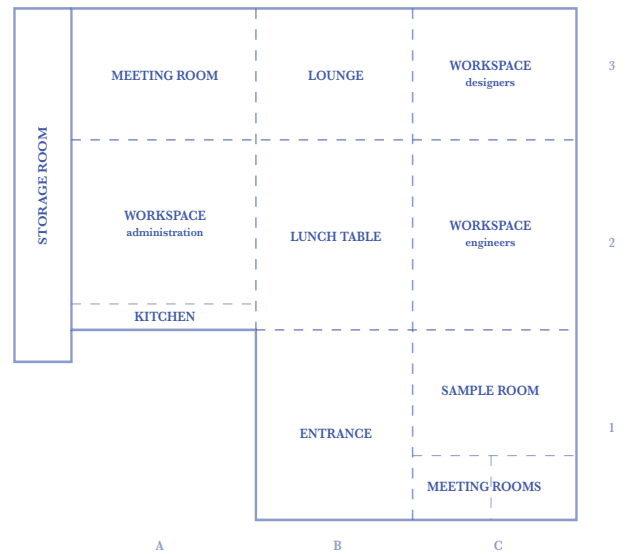 STORAGE ROOM
MEETING ROOM
LOUNGE
WORKSPACE
designers
3
WORKSPACE
administration
LUNCH TABLE
WORKSPACE
engineers
2
KITCHEN
ENTRANCE
SAMPLE ROOM
1
MEETING ROOMS
A
B
C